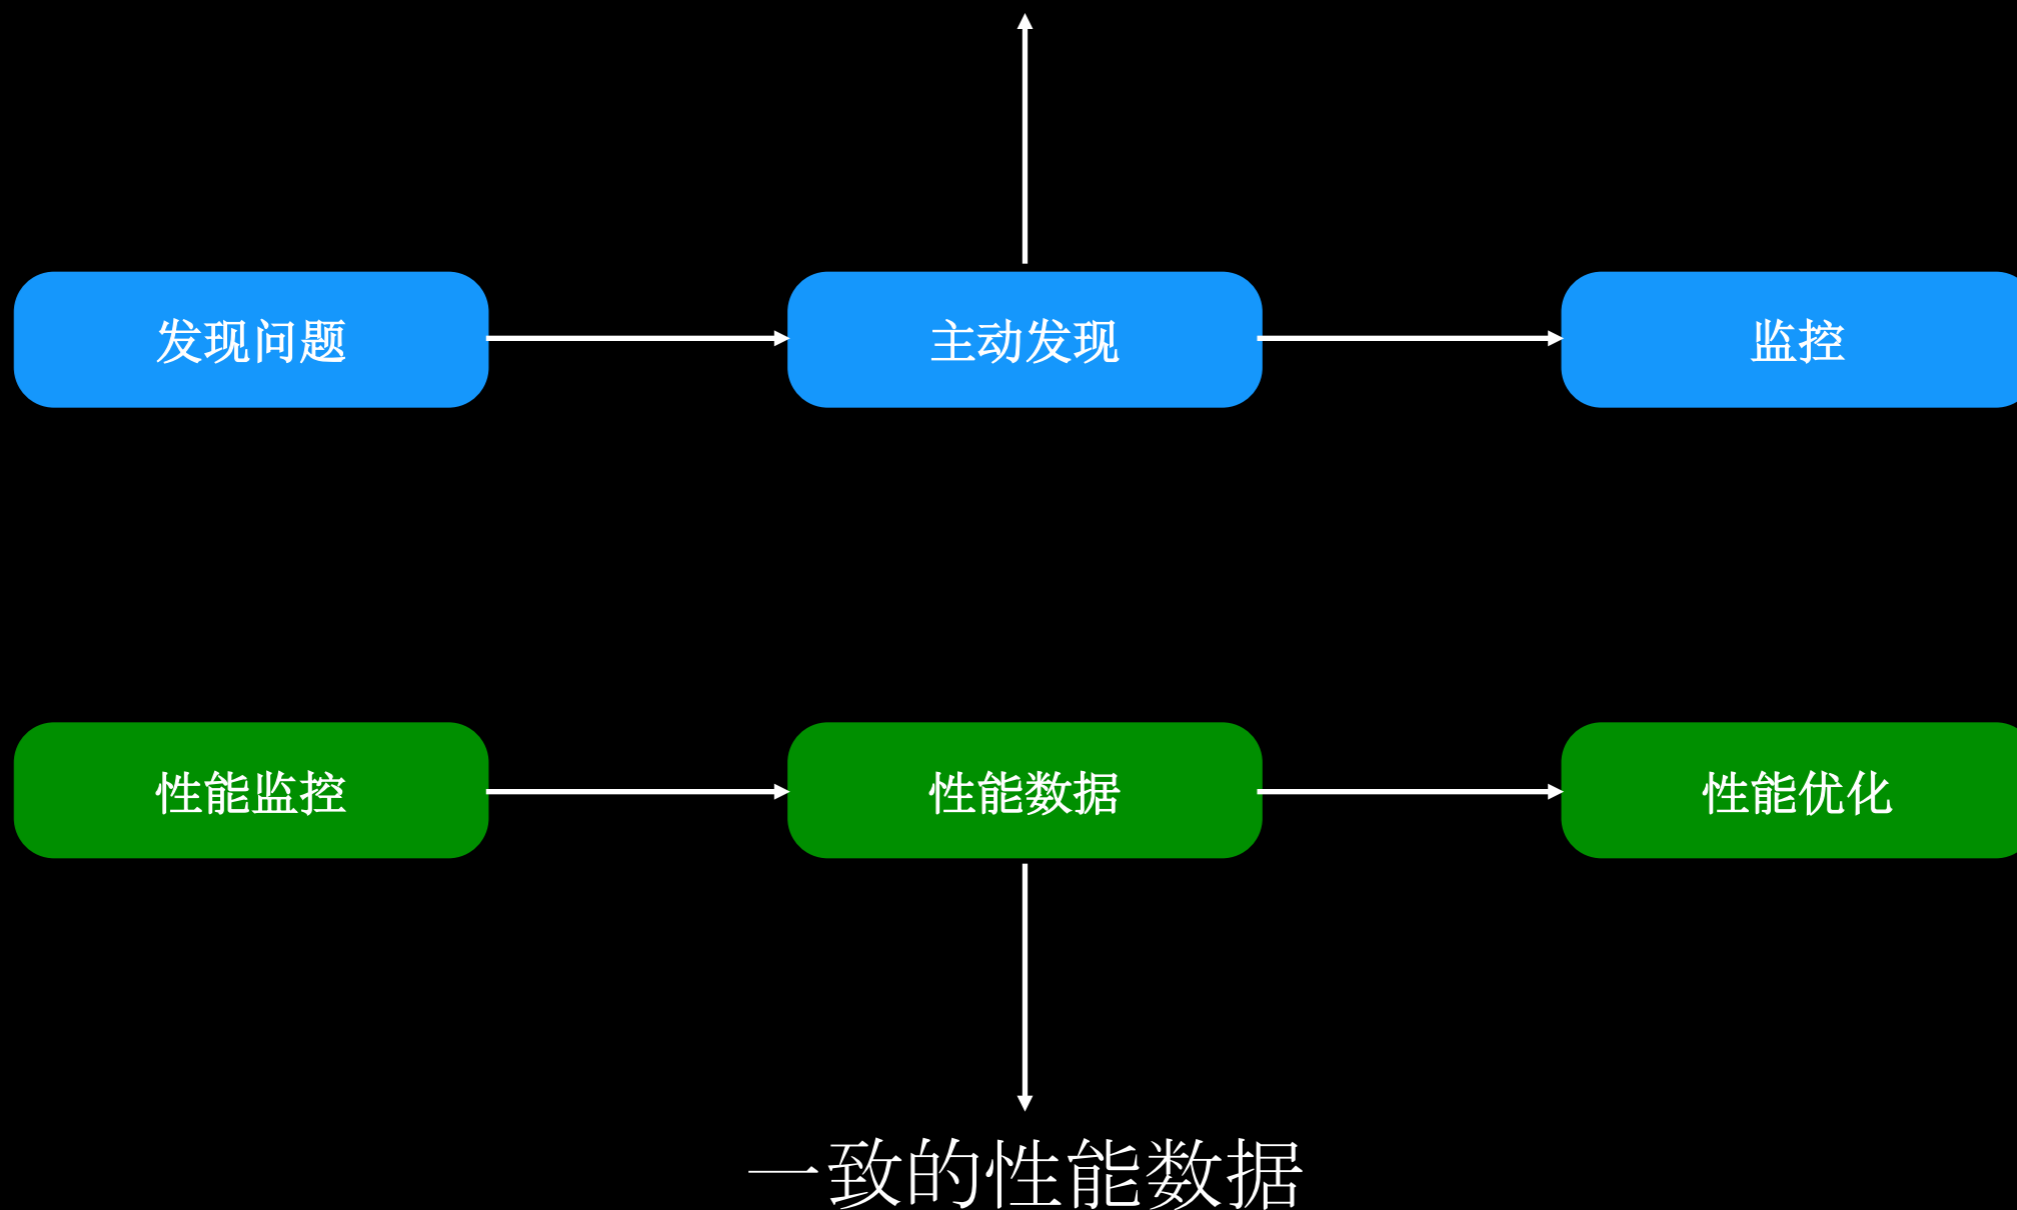 发现问题
主动发现
监控
性能监控
性能数据
性能优化
一致的性能数据